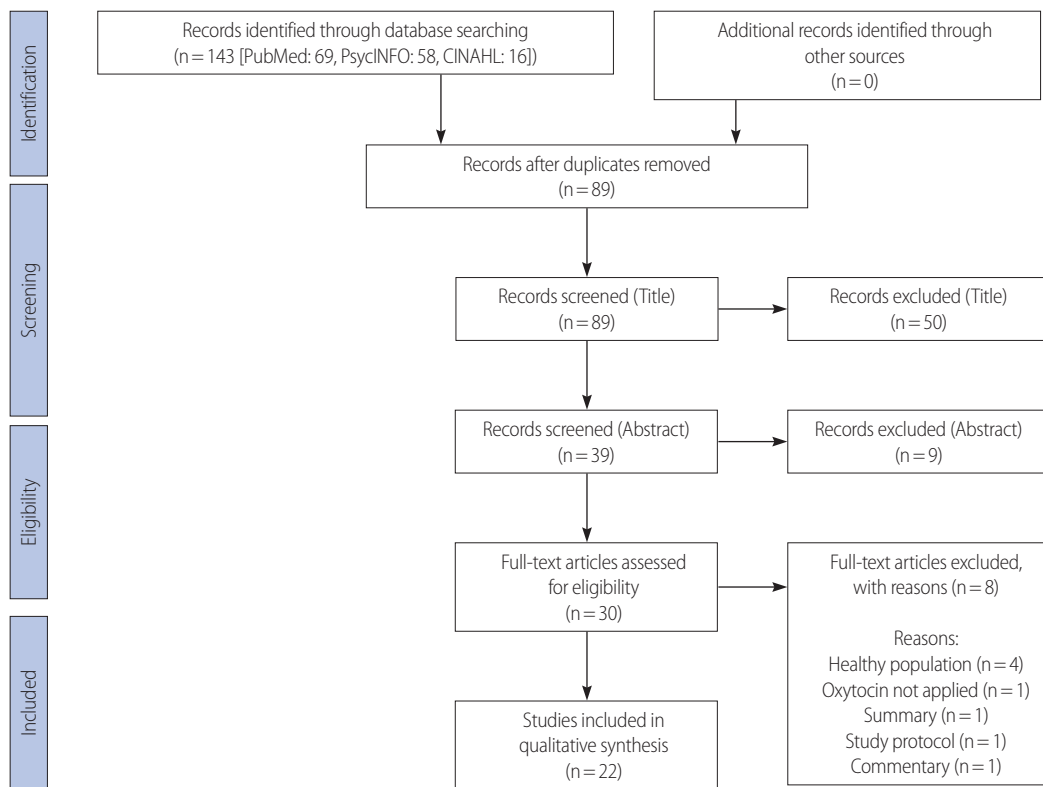 Identification
Records identified through database searching
(n = 143 [PubMed: 69, PsycINFO: 58, CINAHL: 16])
Additional records identified through
other sources
(n = 0)
Records after duplicates removed
(n = 89)
Screening
Records screened (Title)
(n = 89)
Records excluded (Title)
(n = 50)
Records screened (Abstract)
(n = 39)
Records excluded (Abstract)
(n = 9)
Eligibility
Full-text articles assessed
for eligibility
(n = 30)
Full-text articles excluded,
with reasons (n = 8)
Reasons:
Healthy population (n = 4)
Oxytocin not applied (n = 1)
Summary (n = 1)
Study protocol (n = 1)
Commentary (n = 1)
Included
Studies included in
qualitative synthesis
(n = 22)